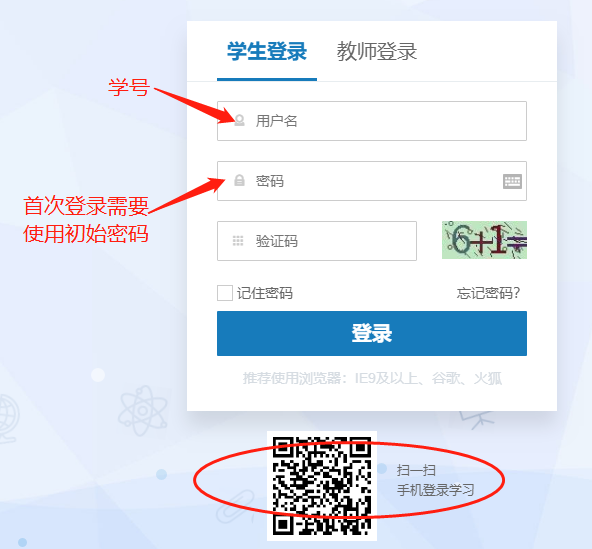 学生登录
教师登录
学号
用户名
首次登录需要
使用初始密码
密码
验证码
6+1=
记住密码
忘记密码?
登录
推荐使用浏览器：IE9及以上、谷歌、火狐
扫一扫
手机登录学习